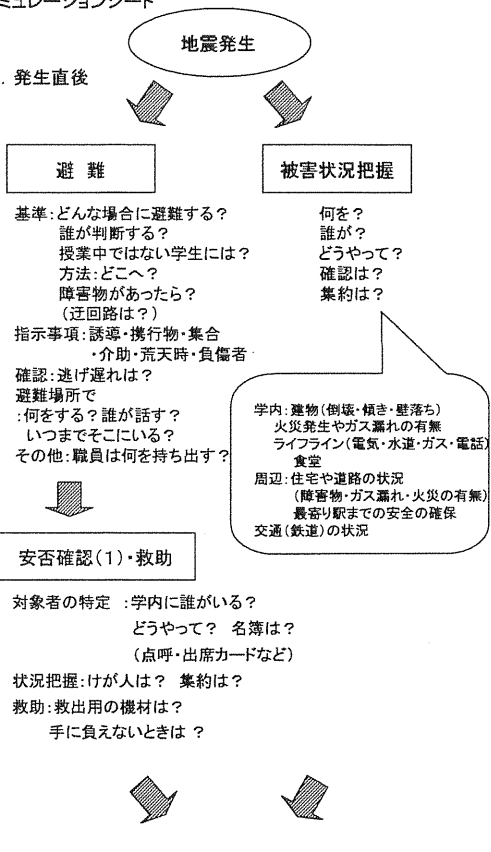 ミュレーションシート
地震発生
. 発生直後
避 難
基準:どんな場合に避難する?
誰が判断する?
授業中ではない学生には?
方法:どこへ?
障害物があったら?
(迂回路は?)
指示事項:誘導・携行物・集合
・介助・荒天時・負傷者
確認:逃げ遅れは?
避難場所で
:何をする?誰が話す?
いつまでそこにいる?
その他:職員は何を持ち出す?
被害状況把握
何を?
誰が?
どうやって?
確認は?
集約は?
学内:建物(倒壊・傾き・壁落ち)
火災発生やガス漏れの有無
ライフライン(電気・水道・ガス・電話)
食堂
周辺:住宅や道路の状況
(障害物・ガス漏れ・火災の有無)
最寄り駅までの安全の確保
交通(鉄道)の状況
安否確認(1)・救助
対象者の特定 :学内に誰がいる?
どうやって? 名簿は?
(点呼・出席カードなど)
状況把握:けが人は? 集約は?
救助:救出用の機材は?
手に負えないときは ?